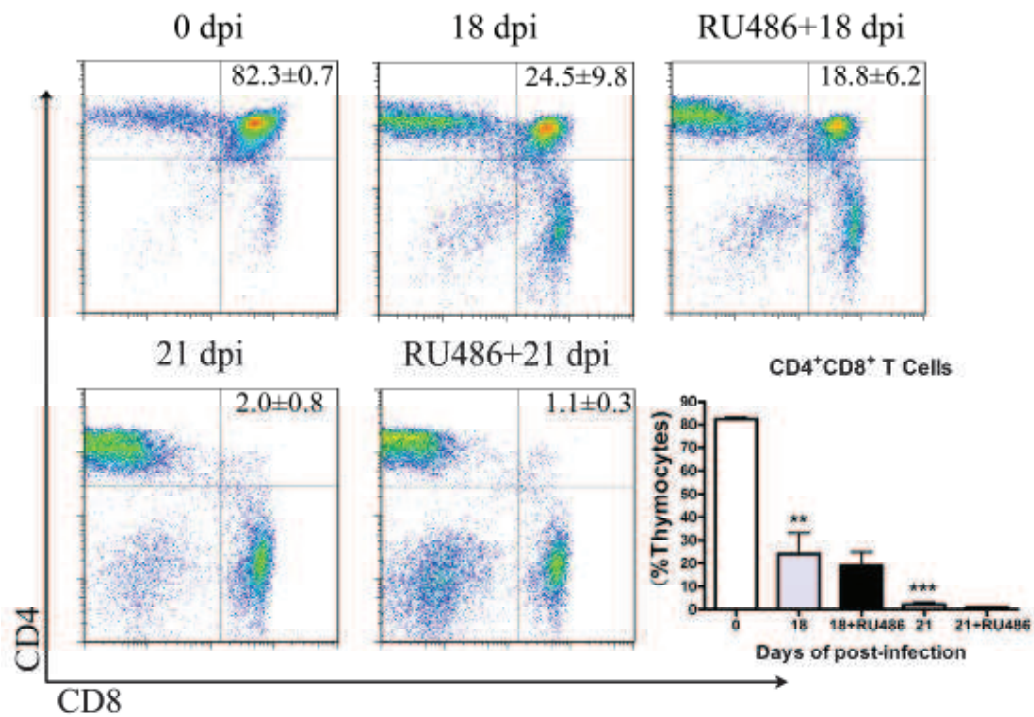 0 dpi
18 dpi
RU486+18 dpi
82.3±0.7
24.5±9.8
18.8±6.2
21 dpi
RU486+21 dpi
2.0±0.8
1.1±0.3
CD4
CD8
CD4⁺CD8⁺ T Cells
(%Thymocytes)
90
80
70
60
50
40
30
20
10
0
**
***
0 18 18+RU486 21 21+RU486
Days of post-infection